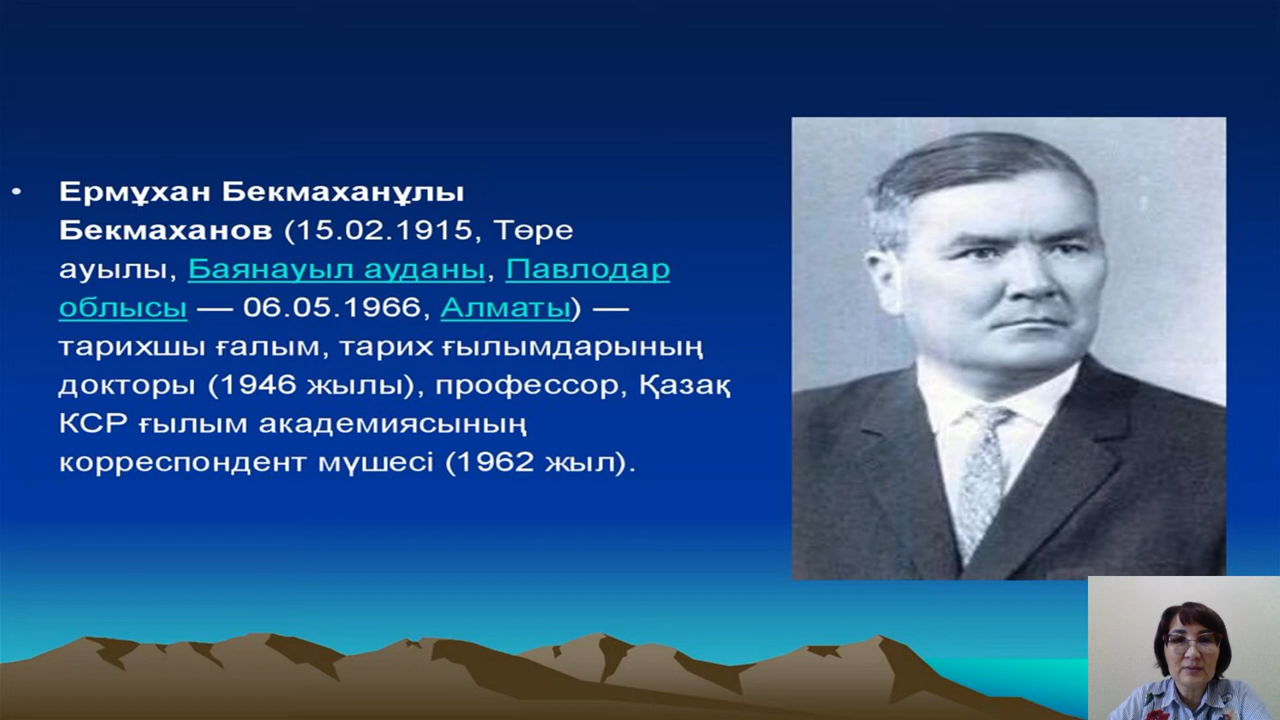 • Ермұхан Бекмаханұлы
Бекмаханов (15.02.1915, Төре
ауылы, Баянауыл ауданы, Павлодар
облысы — 06.05.1966, Алматы) —
тарихшы ғалым, тарих ғылымдарының
докторы (1946 жылы), профессор, Қазақ
КСР ғылым академиясының
корреспондент мүшесі (1962 жыл).